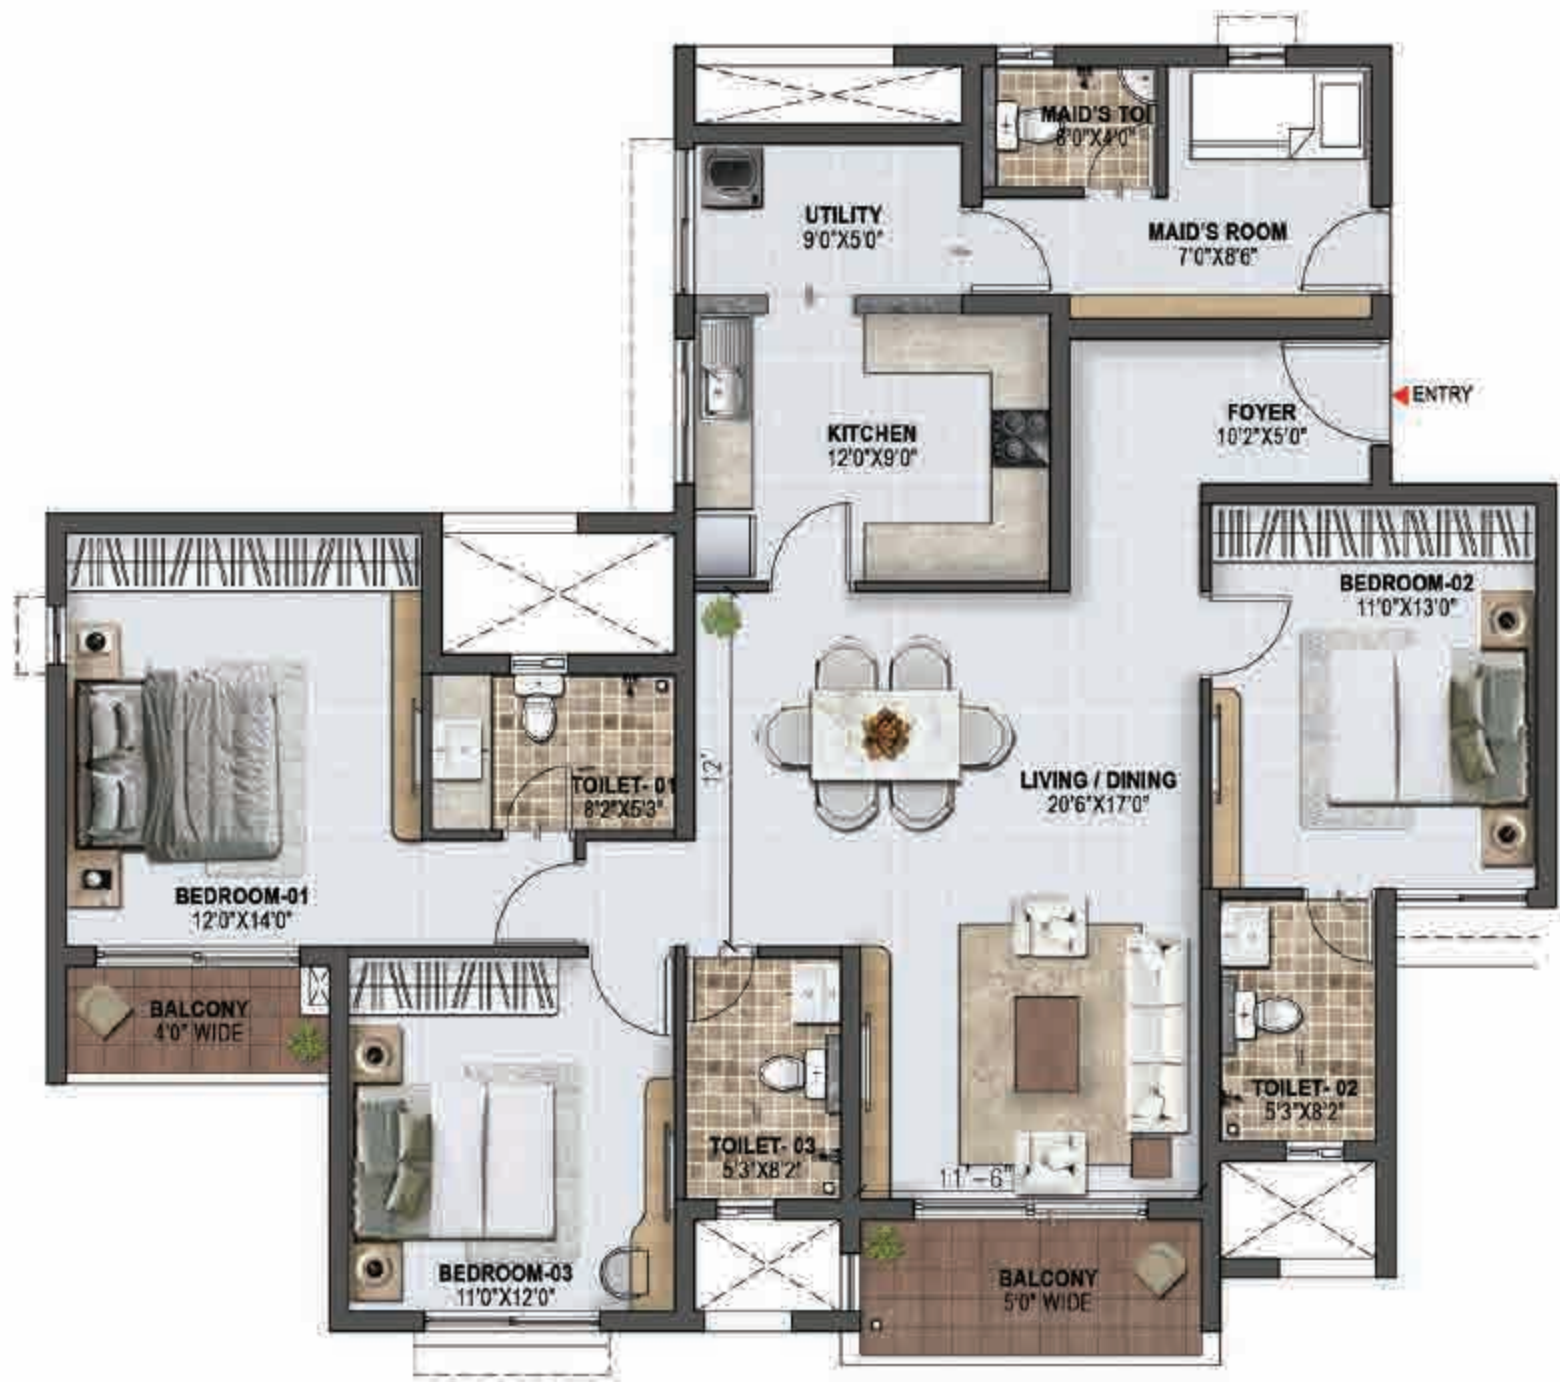 MAID'S TOI
6'0"X4'0"
UTILITY
9'0"X5'0"
MAID'S ROOM
7'0"X8'6"
ENTRY
FOYER
10'2"X5'0"
KITCHEN
12'0"X9'0"
BEDROOM-02
11'0"X13'0"
12'
TOILET- 01
8'2"X5'3"
LIVING / DINING
20'6"X17'0"
BEDROOM-01
12'0"X14'0"
BALCONY
4'0" WIDE
TOILET- 02
5'3"X8'2"
TOILET- 03
5'3"X8'2"
11'-6"
BEDROOM-03
11'0"X12'0"
BALCONY
5'0" WIDE